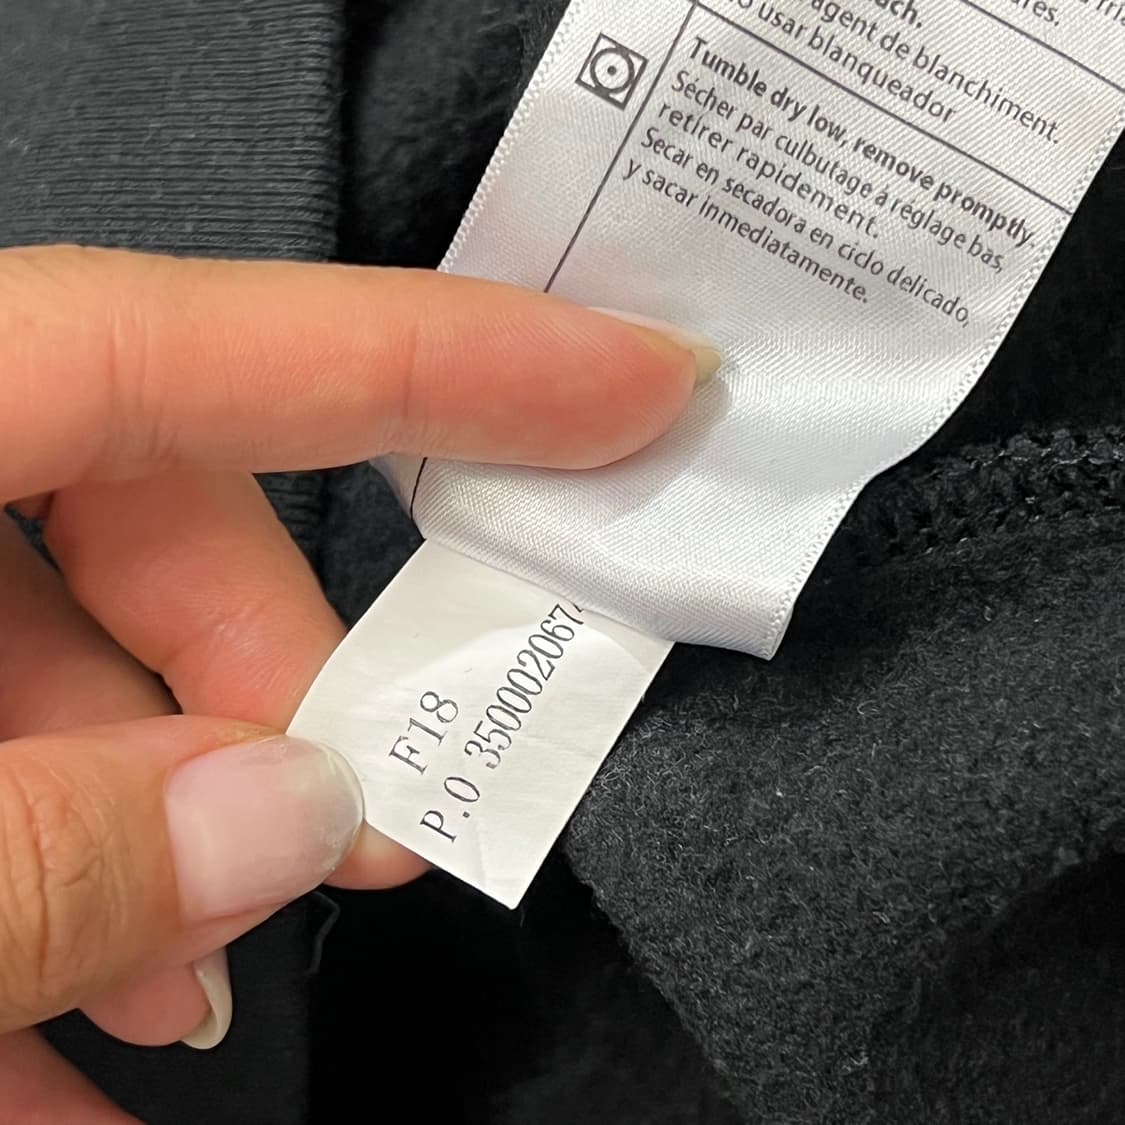 agent de blanchiment.
usar blanqueador
Tumble dry low, remove promptly
Sécher par culbutage à réglage bas,
retirer rapidement.
Secar en secadora en ciclo delicado,
y sacar inmediatamente.
F18
P.O 350002067